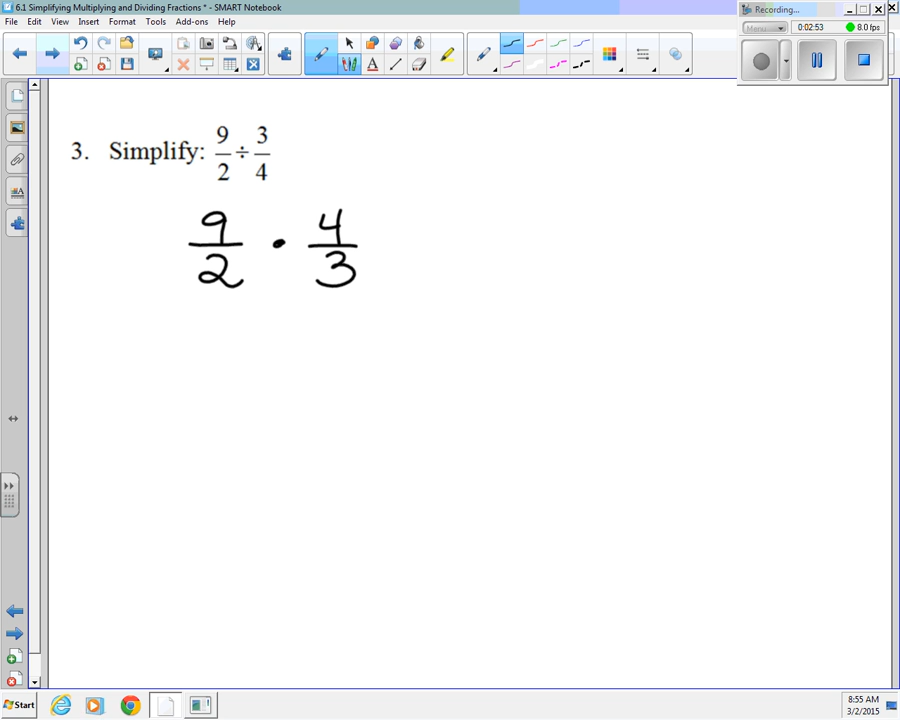 6.1 Simplifying Multiplying and Dividing Fractions * - SMART Notebook
Recording...
File Edit View Insert Format Tools Add-ons Help
Menu 0:02:53 8.0 fps
3. Simplify: 9/2 ÷ 3/4
9/2 · 4/3
Start
8:55 AM
3/2/2015